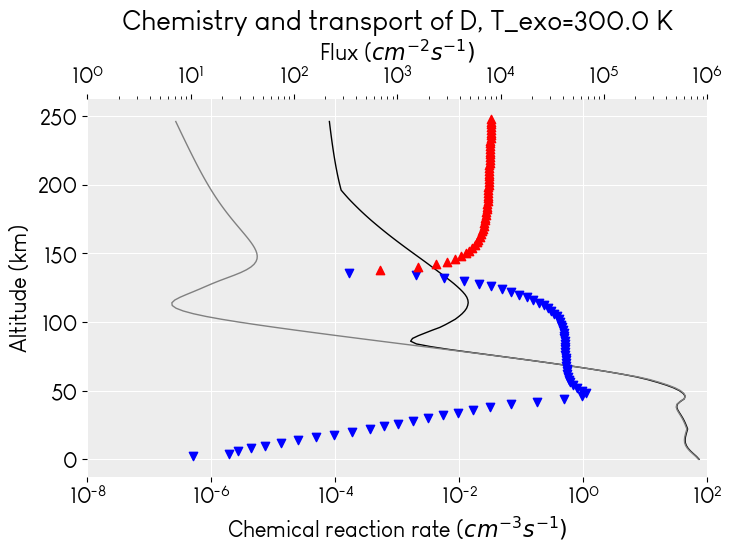 Chemistry and transport of D, T_exo=300.0 K
Flux (cm⁻²s⁻¹)
10⁰ 10¹ 10² 10³ 10⁴ 10⁵ 10⁶
250
200
150
100
50
0
Altitude (km)
10⁻⁸ 10⁻⁶ 10⁻⁴ 10⁻² 10⁰ 10²
Chemical reaction rate (cm⁻³s⁻¹)